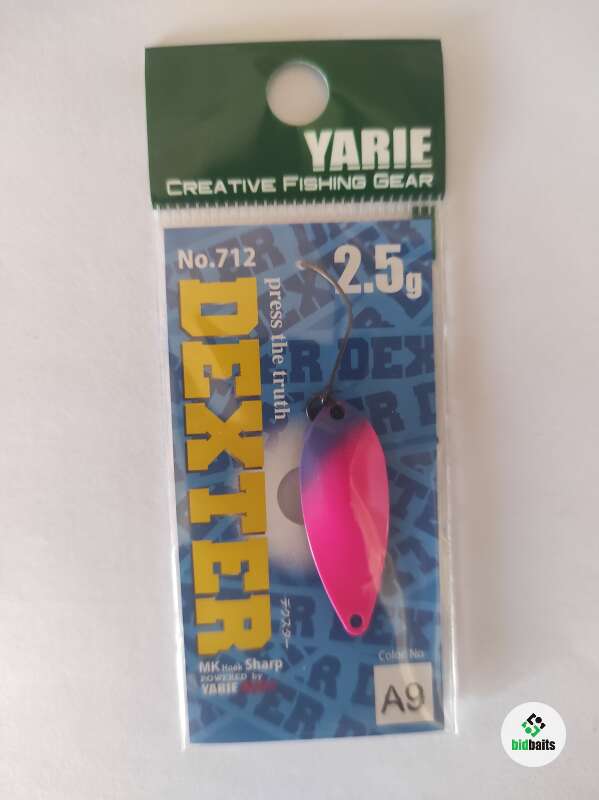 YARIE
CREATIVE FISHING GEAR
No.712
2.5g
press the truth
DEXTER
デクスター
MK Hook Sharp
POWERED by
YARIE
Color No.
A9
bidbaits